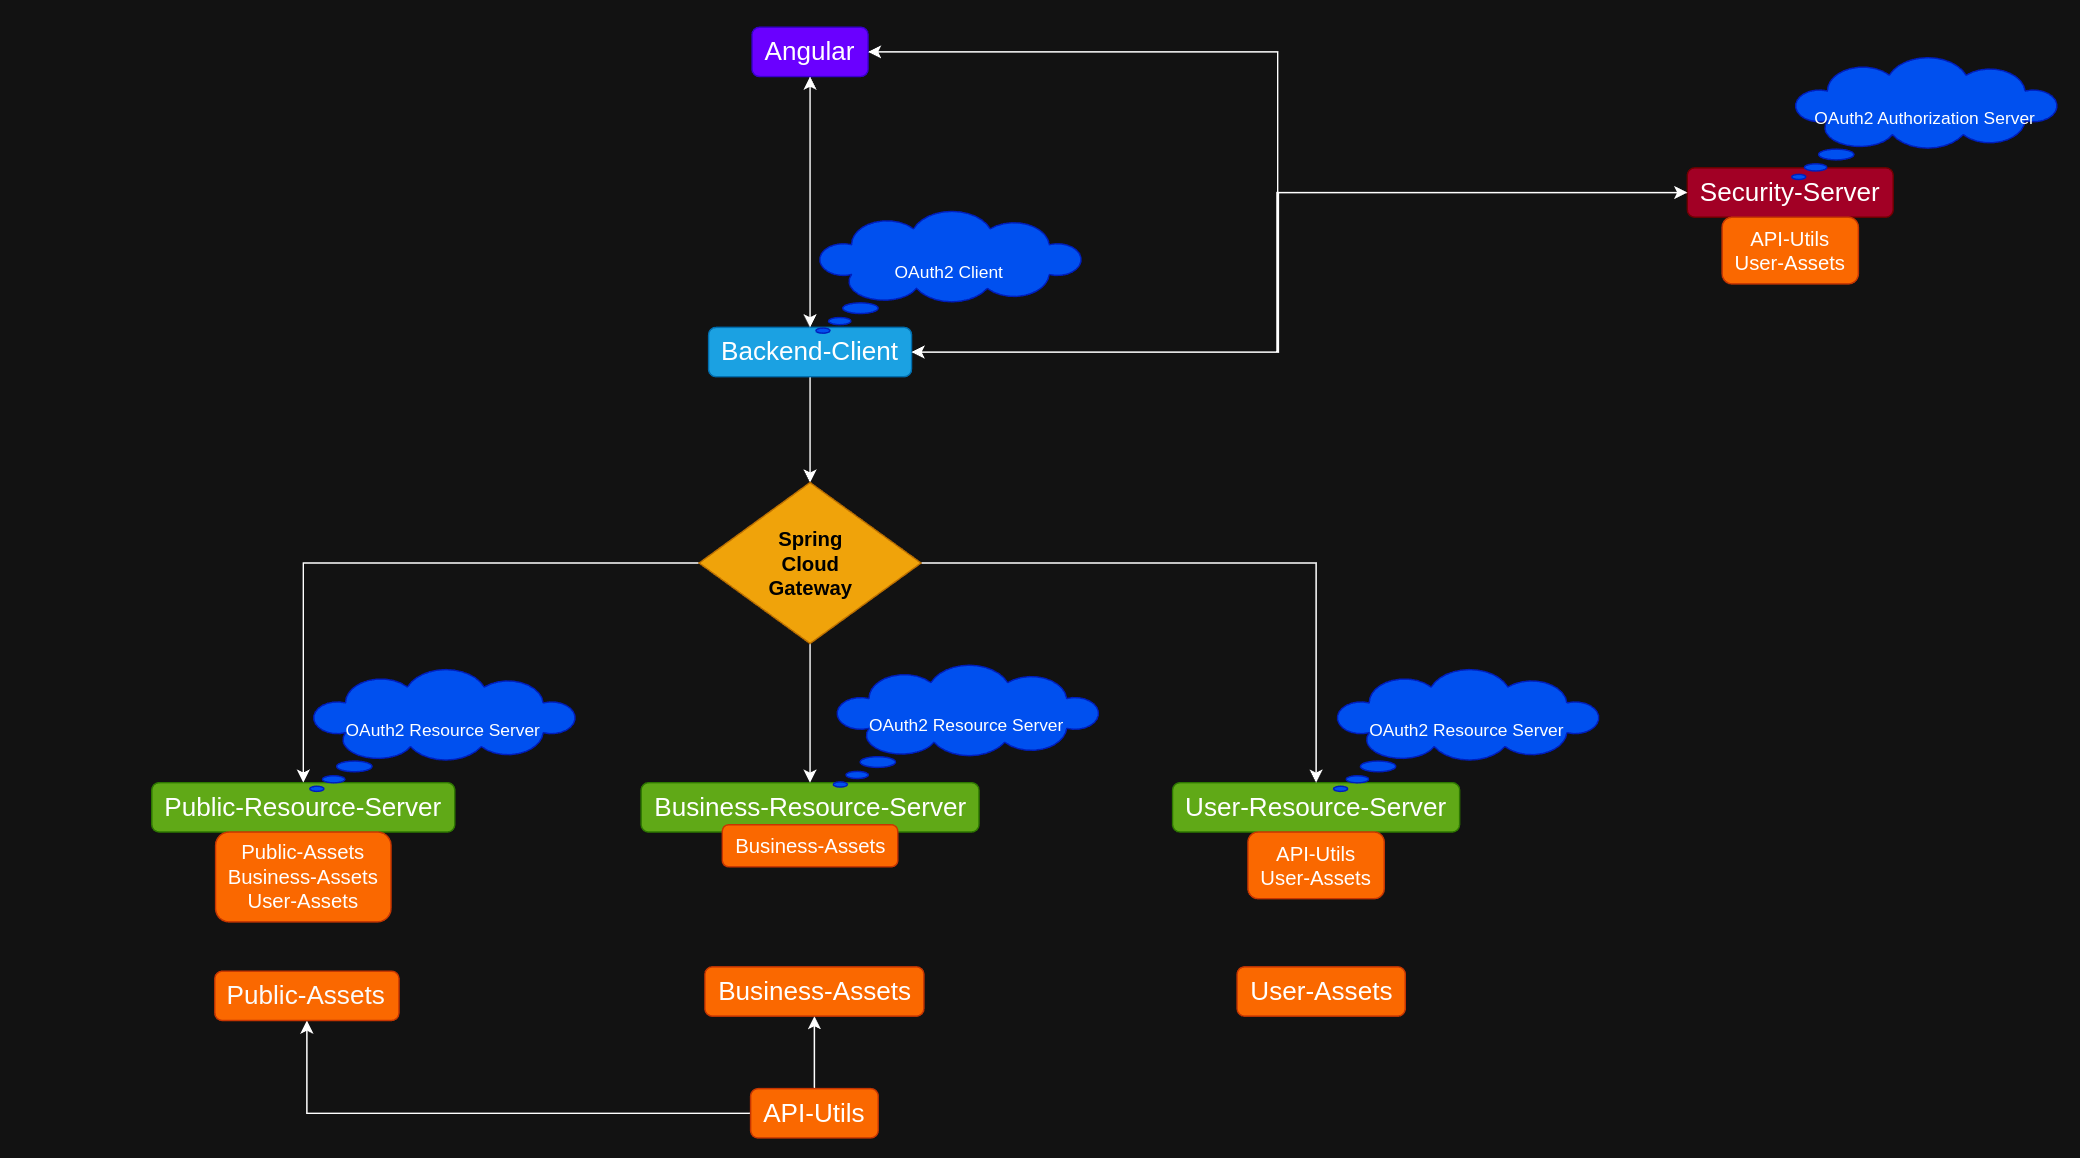 Angular
OAuth2 Authorization Server
Security-Server
API-Utils
User-Assets
OAuth2 Client
Backend-Client
Spring
Cloud
Gateway
OAuth2 Resource Server
OAuth2 Resource Server
OAuth2 Resource Server
Public-Resource-Server
Business-Resource-Server
User-Resource-Server
Public-Assets
Business-Assets
User-Assets
Business-Assets
API-Utils
User-Assets
Public-Assets
Business-Assets
User-Assets
API-Utils